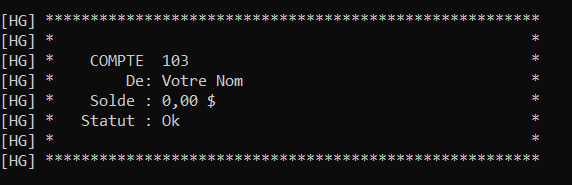 [HG] *******************************************************
[HG] *                                                     *
[HG] *    COMPTE  103                                      *
[HG] *        De: Votre Nom                                *
[HG] *    Solde : 0,00 $                                   *
[HG] *   Statut : Ok                                       *
[HG] *                                                     *
[HG] *******************************************************